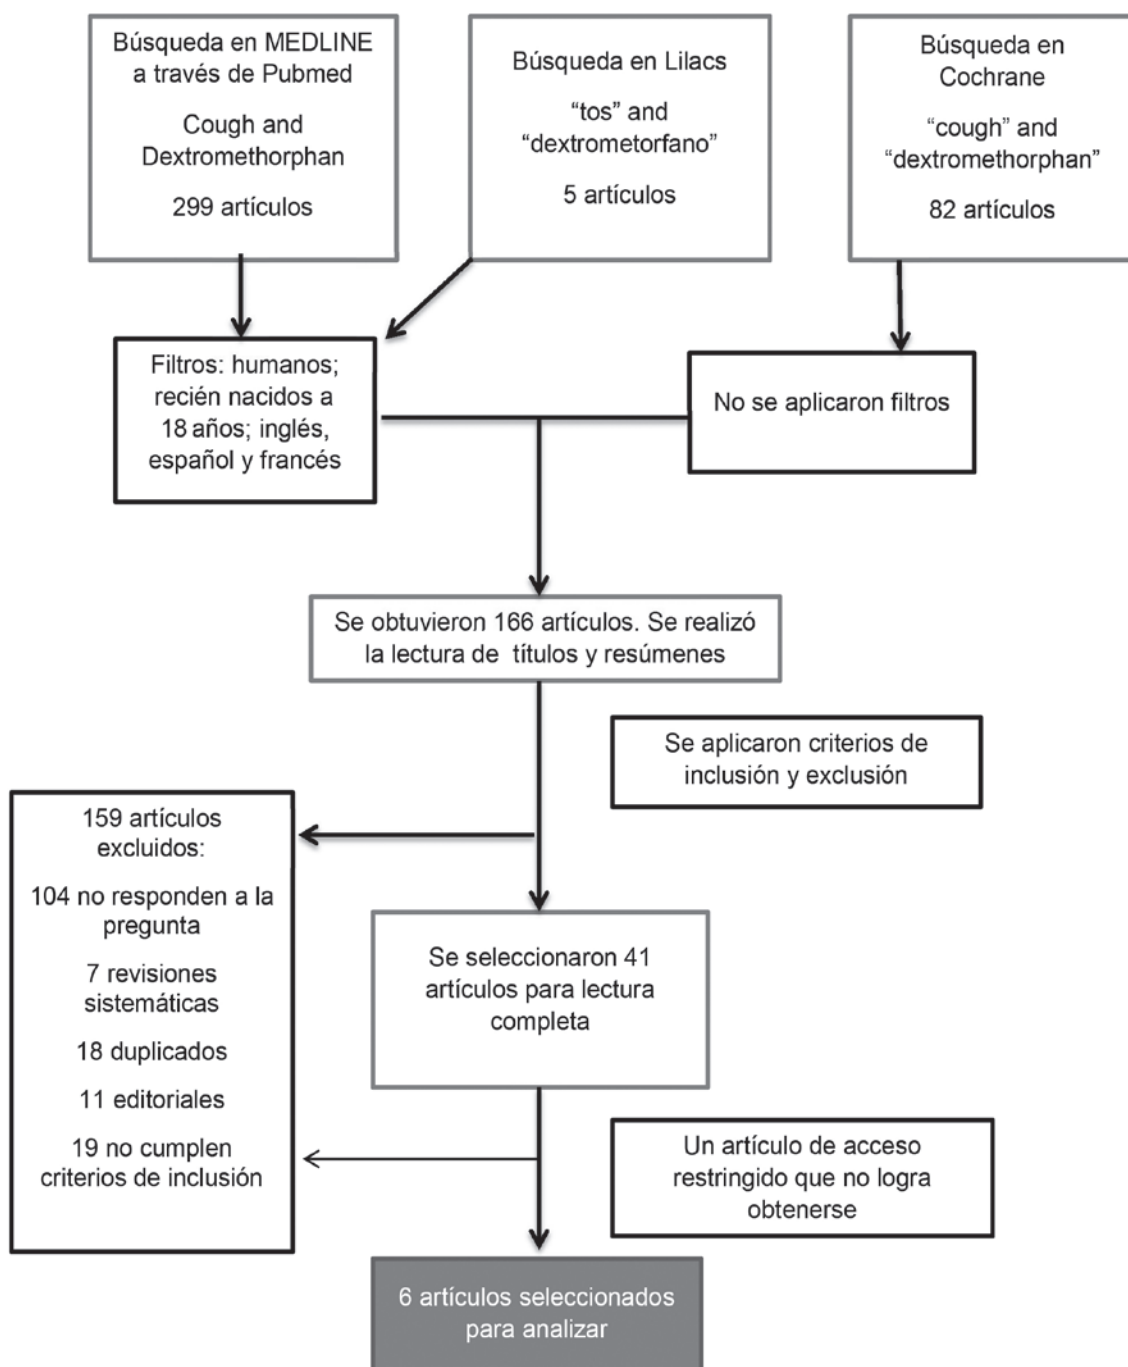 Búsqueda en MEDLINE
a través de Pubmed
Cough and
Dextromethorphan
299 artículos
Búsqueda en Lilacs
“tos” and
“dextrometorfano”
5 artículos
Búsqueda en
Cochrane
“cough” and
“dextromethorphan”
82 artículos
Filtros: humanos;
recién nacidos a
18 años; inglés,
español y francés
No se aplicaron filtros
Se obtuvieron 166 artículos. Se realizó
la lectura de títulos y resúmenes
Se aplicaron criterios de
inclusión y exclusión
159 artículos
excluidos:
104 no responden a la
pregunta
7 revisiones
sistemáticas
18 duplicados
11 editoriales
19 no cumplen
criterios de inclusión
Se seleccionaron 41
artículos para lectura
completa
Un artículo de acceso
restringido que no logra
obtenerse
6 artículos seleccionados
para analizar